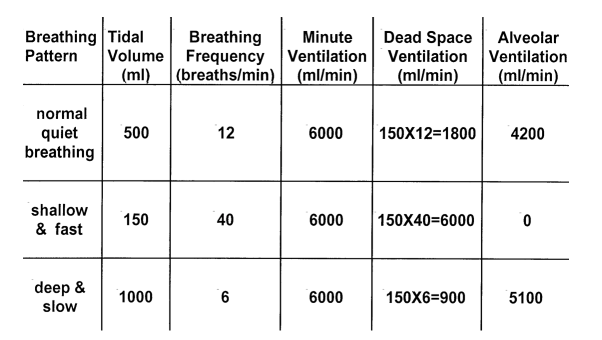 Breathing Pattern Tidal Volume (ml) Breathing Frequency (breaths/min) Minute Ventilation (ml/min) Dead Space Ventilation (ml/min) Alveolar Ventilation (ml/min)
normal quiet breathing 500 12 6000 150X12=1800 4200
shallow & fast 150 40 6000 150X40=6000 0
deep & slow 1000 6 6000 150X6=900 5100